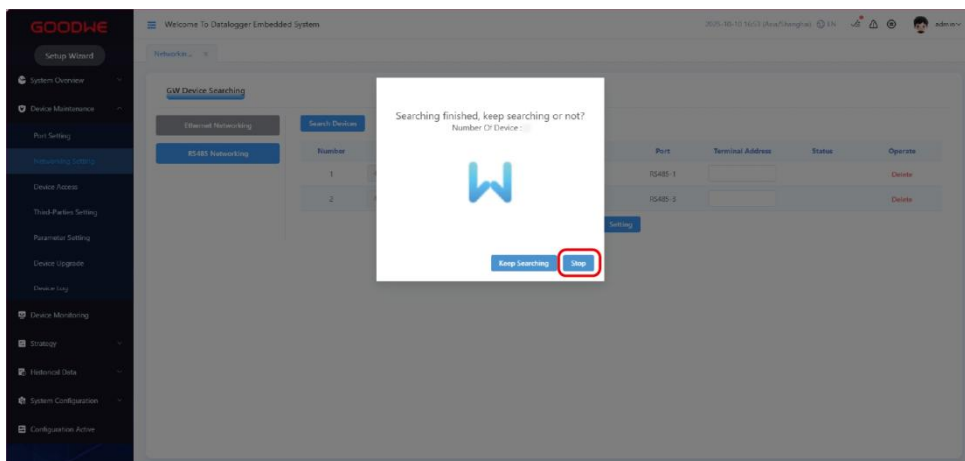 GOODWE
Welcome To Datalogger Embedded System
admin
Setup Wizard
Networkin...
System Overview
Device Maintenance
Port Setting
Networking Setting
Device Access
Third-Parties Setting
Parameter Setting
Device Upgrade
Device Log
Device Monitoring
Strategy
Historical Data
System Configuration
Configuration Active
GW Device Searching
Ethernet Networking
RS485 Networking
Search Devices
Number Port Terminal Address Status Operate
1 RS485-1 Delete
2 RS485-1 Delete
Setting
Searching finished, keep searching or not?
Number Of Device :
Keep Searching Stop